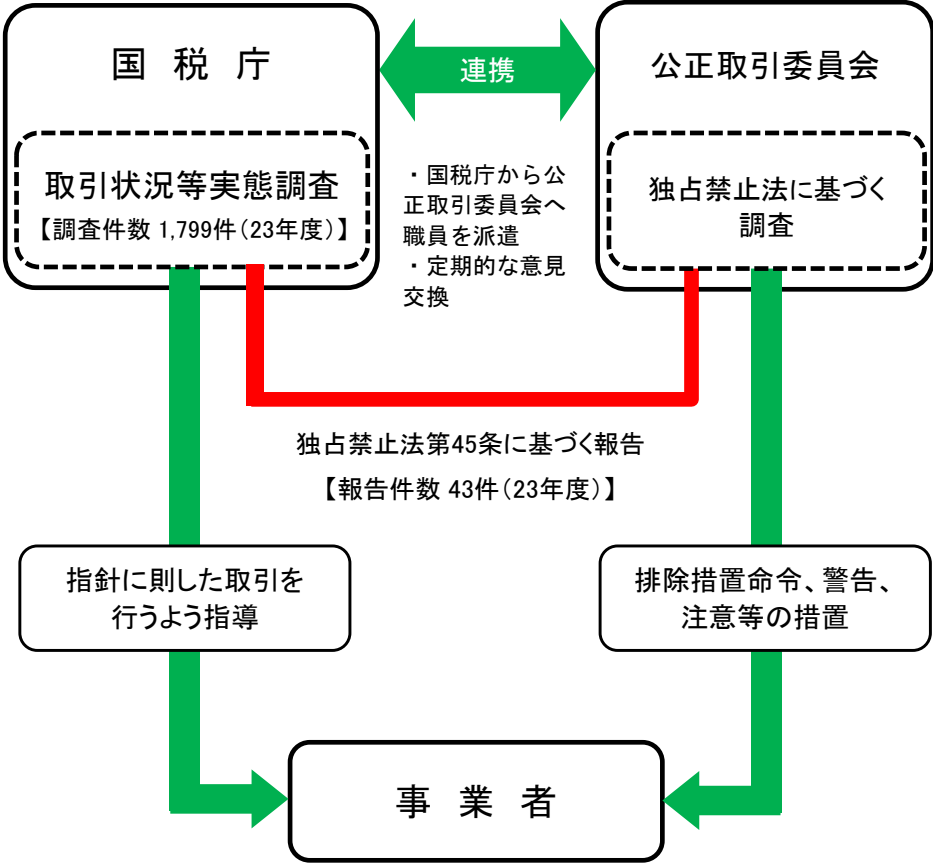 国 税 庁
取引状況等実態調査
【調査件数 1,799件(23年度)】
連携
・国税庁から公
正取引委員会へ
職員を派遣
・定期的な意見
交換
公正取引委員会
独占禁止法に基づく
調査
独占禁止法第45条に基づく報告
【報告件数 43件(23年度)】
指針に則した取引を
行うよう指導
排除措置命令、警告、
注意等の措置
事 業 者